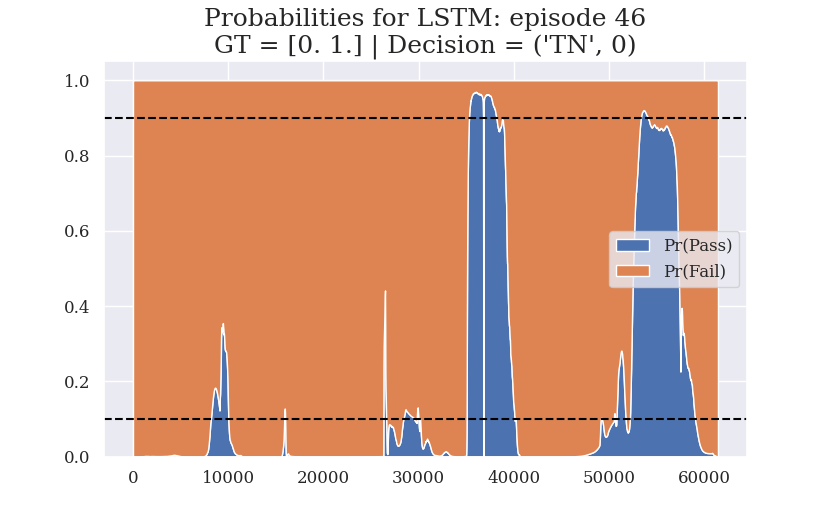 Probabilities for LSTM: episode 46
GT = [0. 1.] | Decision = ('TN', 0)
1.0
0.8
0.6
0.4
0.2
0.0
Pr(Pass)
Pr(Fail)
0 10000 20000 30000 40000 50000 60000